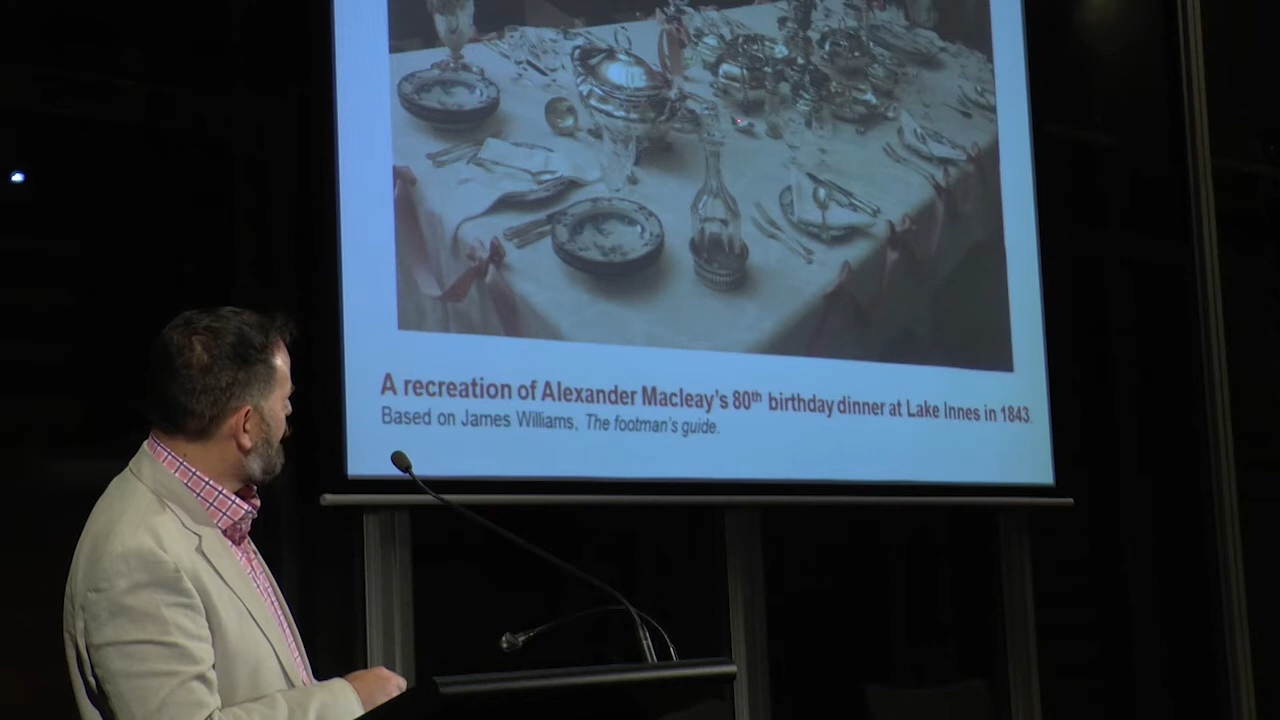 A recreation of Alexander Macleay's 80th birthday dinner at Lake Innes in 1843.
Based on James Williams, The footman's guide.